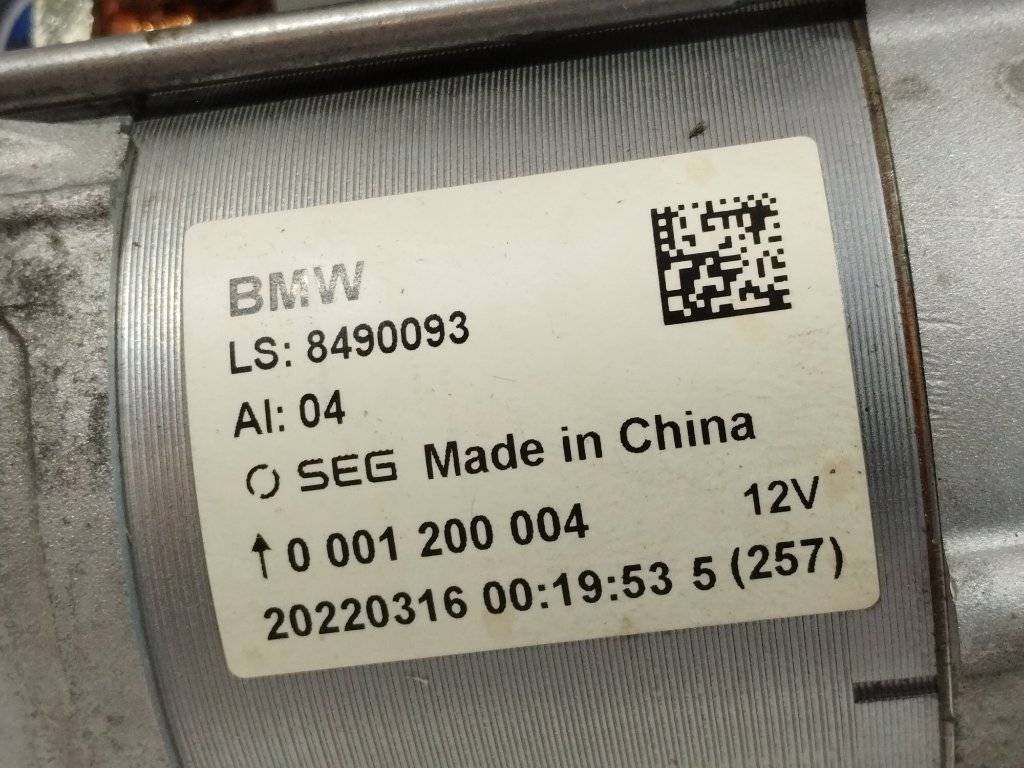 BMW
LS: 8490093
AI: 04
SEG Made in China
↑ 0 001 200 004 12V
20220316 00:19:53 5 (257)